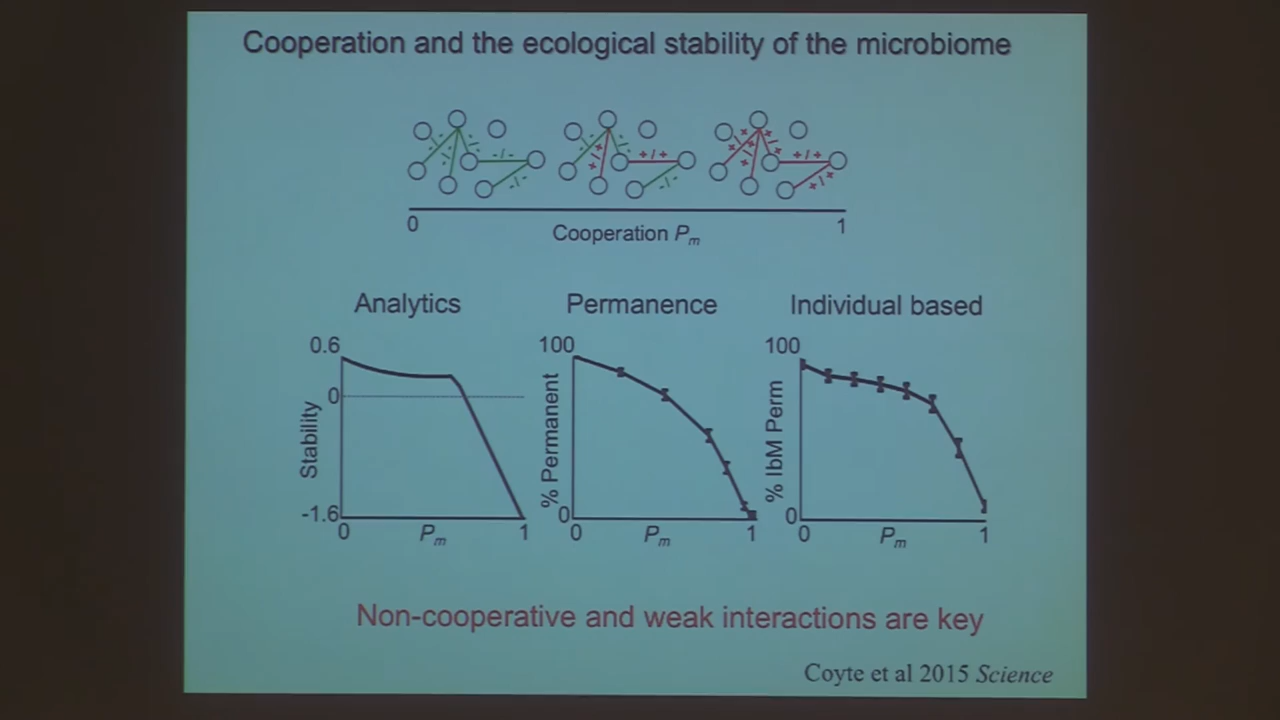 Cooperation and the ecological stability of the microbiome
-/- -/- -/- -/- -/-
-/- +/+ -/- +/+ -/-
+/+ +/+ +/+ +/+ +/+
0 1
Cooperation Pm
Analytics
0.6
0
-1.6
Stability
0 Pm 1
Permanence
100
0
% Permanent
0 Pm 1
Individual based
100
0
% IbM Perm
0 Pm 1
Non-cooperative and weak interactions are key
Coyte et al 2015 Science